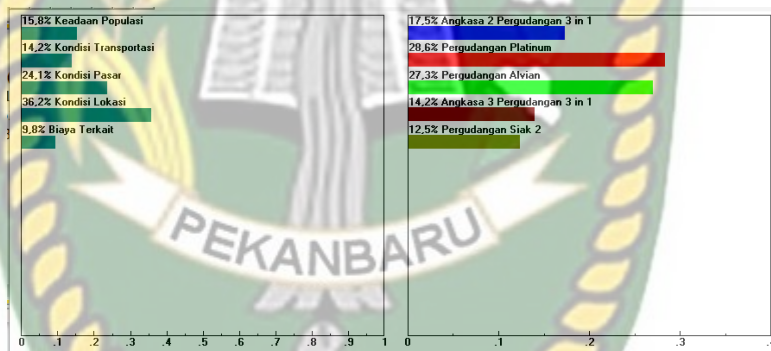 15,8% Keadaan Populasi
14,2% Kondisi Transportasi
24,1% Kondisi Pasar
36,2% Kondisi Lokasi
9,8% Biaya Terkait
0 .1 .2 .3 .4 .5 .6 .7 .8 .9 1
17,5% Angkasa 2 Pergudangan 3 in 1
28,6% Pergudangan Platinum
27,3% Pergudangan Alvian
14,2% Angkasa 3 Pergudangan 3 in 1
12,5% Pergudangan Siak 2
0 .1 .2 .3
PEKANBARU